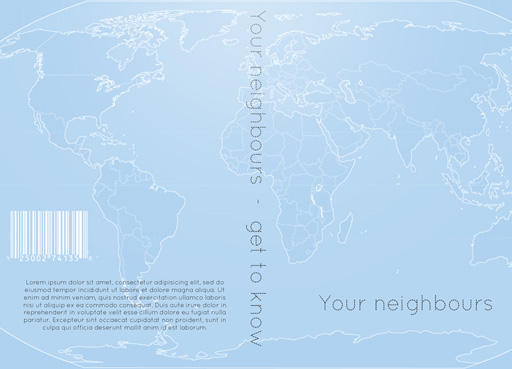 Your neighbours - get to know
25002 74135
Lorem ipsum dolor sit amet, consectetur adipisicing elit, sed do
eiusmod tempor incididunt ut labore et dolore magna aliqua. Ut
enim ad minim veniam, quis nostrud exercitation ullamco laboris
nisi ut aliquip ex ea commodo consequat. Duis aute irure dolor in
reprehenderit in voluptate velit esse cillum dolore eu fugiat nulla
pariatur. Excepteur sint occaecat cupidatat non proident, sunt in
culpa qui officia deserunt mollit anim id est laborum.
Your neighbours